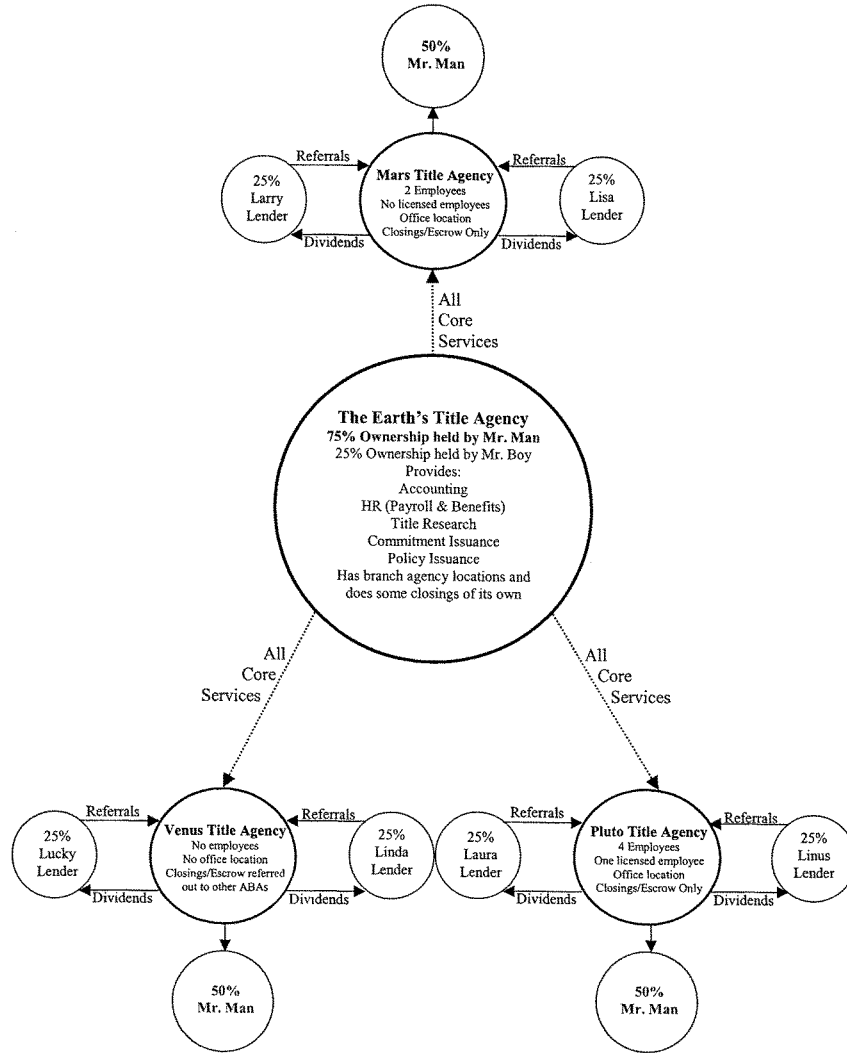 50%
Mr. Man
Referrals
Referrals
25%
Larry
Lender
Mars Title Agency
2 Employees
No licensed employees
Office location
Closings/Escrow Only
25%
Lisa
Lender
Dividends
Dividends
All
Core
Services
The Earth's Title Agency
75% Ownership held by Mr. Man
25% Ownership held by Mr. Boy
Provides:
Accounting
HR (Payroll & Benefits)
Title Research
Commitment Issuance
Policy Issuance
Has branch agency locations and
does some closings of its own
All
Core
Services
All
Core
Services
Referrals
Referrals
25%
Lucky
Lender
Venus Title Agency
No employees
No office location
Closings/Escrow referred
out to other ABAs
25%
Linda
Lender
Dividends
Dividends
50%
Mr. Man
Referrals
Referrals
25%
Laura
Lender
Pluto Title Agency
4 Employees
One licensed employee
Office location
Closings/Escrow Only
25%
Linus
Lender
Dividends
Dividends
50%
Mr. Man